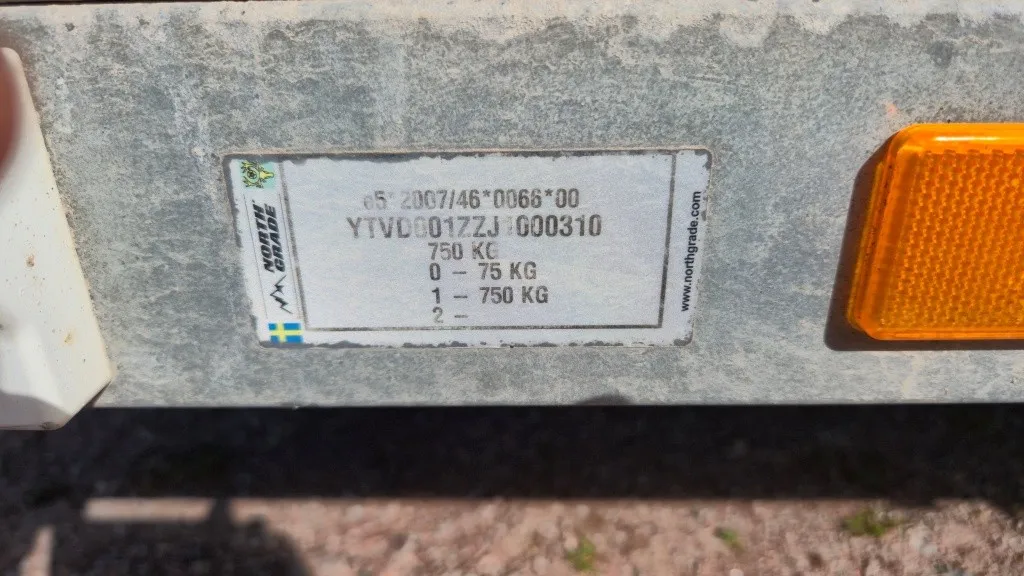 e5*2007/46*0066*00
YTVD001ZZJ1000310
750 KG
0 - 75 KG
1 - 750 KG
2 -
NORTH
GRADE
www.northgrade.com